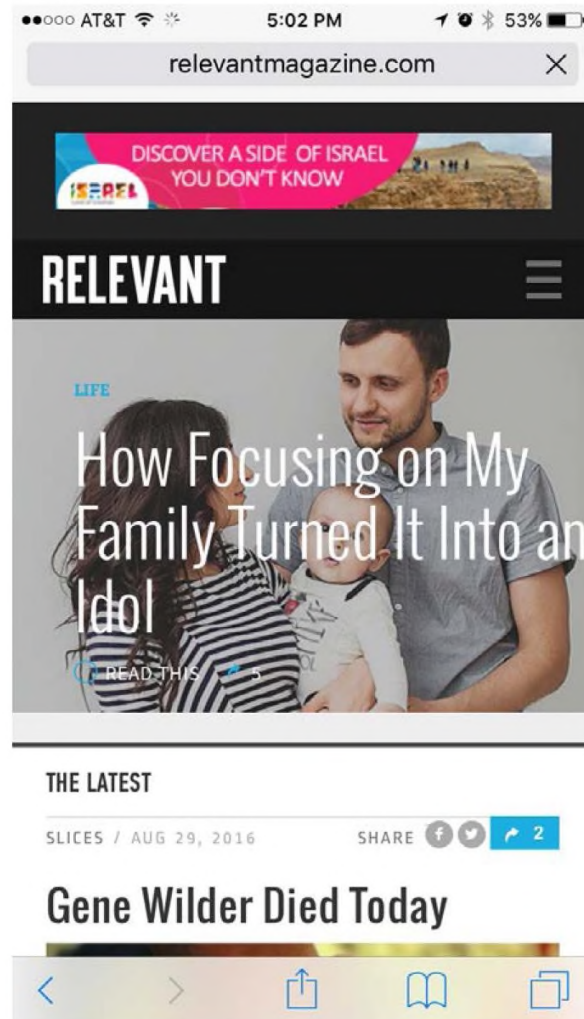 AT&T 5:02 PM 53%
relevantmagazine.com
DISCOVER A SIDE OF ISRAEL
YOU DON'T KNOW
ISRAEL
RELEVANT
LIFE
How Focusing on My
Family Turned It Into an
Idol
READ THIS 5
THE LATEST
SLICES / AUG 29, 2016 SHARE 2
Gene Wilder Died Today